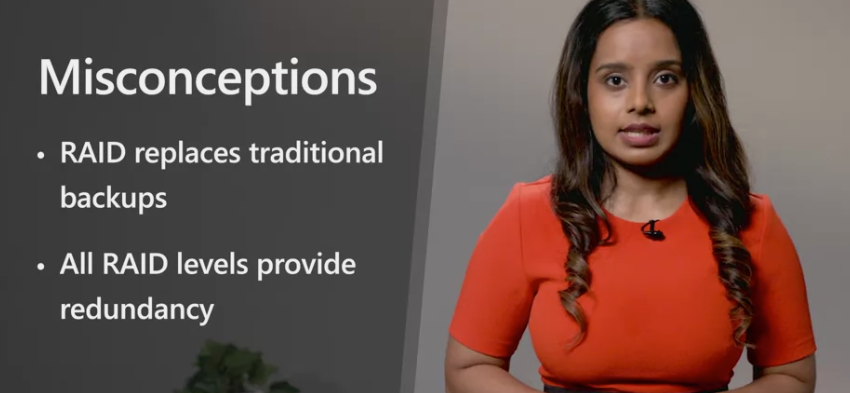 Misconceptions
• RAID replaces traditional
backups
• All RAID levels provide
redundancy